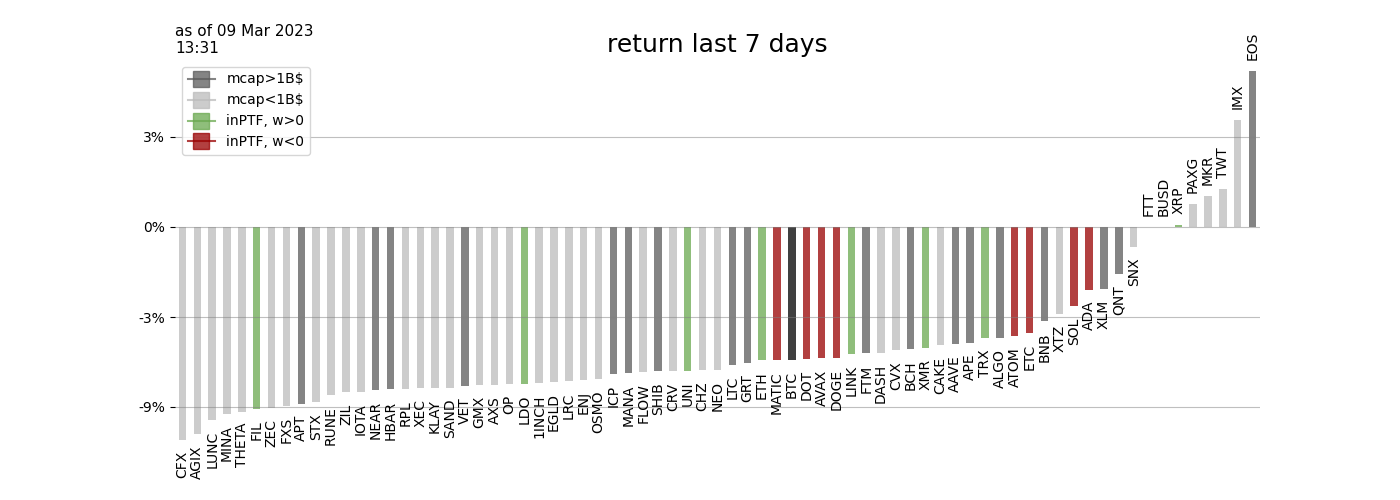 as of 09 Mar 2023
13:31
return last 7 days
mcap>1B$
mcap<1B$
inPTF, w>0
inPTF, w<0
3%
0%
-3%
-9%
CFX
AGIX
LUNC
MINA
THETA
FIL
ZEC
FXS
APT
STX
RUNE
ZIL
IOTA
NEAR
HBAR
RPL
XEC
KLAY
SAND
VET
GMX
AXS
OP
LDO
1INCH
EGLD
LRC
ENJ
OSMO
ICP
MANA
FLOW
SHIB
CRV
UNI
CHZ
NEO
LTC
GRT
ETH
MATIC
BTC
DOT
AVAX
DOGE
LINK
FTM
DASH
CVX
BCH
XMR
CAKE
AAVE
APE
TRX
ALGO
ATOM
ETC
BNB
XTZ
SOL
ADA
XLM
QNT
SNX
FTT
BUSD
XRP
PAXG
MKR
TWT
IMX
EOS